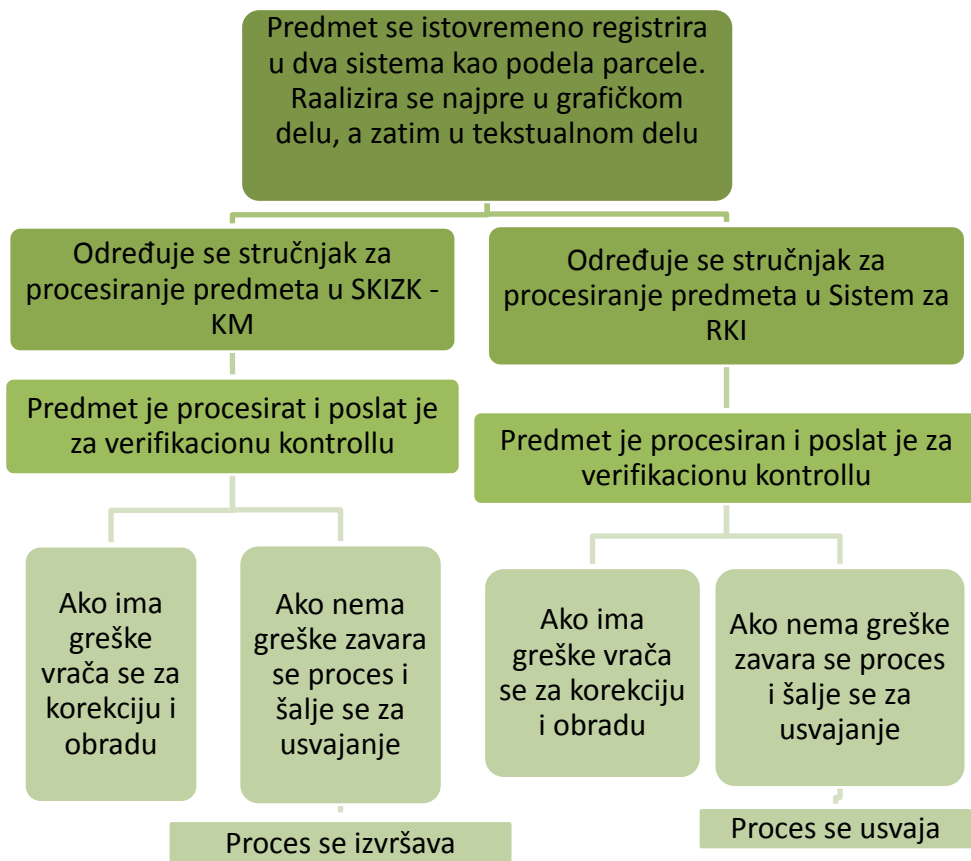 Predmet se istovremeno registrira
u dva sistema kao podela parcele.
Raalizira se najpre u grafičkom
delu, a zatim u tekstualnom delu
Određuje se stručnjak za
procesiranje predmeta u SKIZK -
KM
Određuje se stručnjak za
procesiranje predmeta u Sistem za
RKI
Predmet je procesirat i poslat je
za verifikacionu kontrollu
Predmet je procesiran i poslat je za
verifikacionu kontrollu
Ako ima
greške
vrača se za
korekciju i
obradu
Ako nema
greške zavara
se proces i
šalje se za
usvajanje
Ako ima
greške vrača
se za korekciju
i obradu
Ako nema greške
zavara se proces
i šalje se za
usvajanje
Proces se izvršava
Proces se usvaja